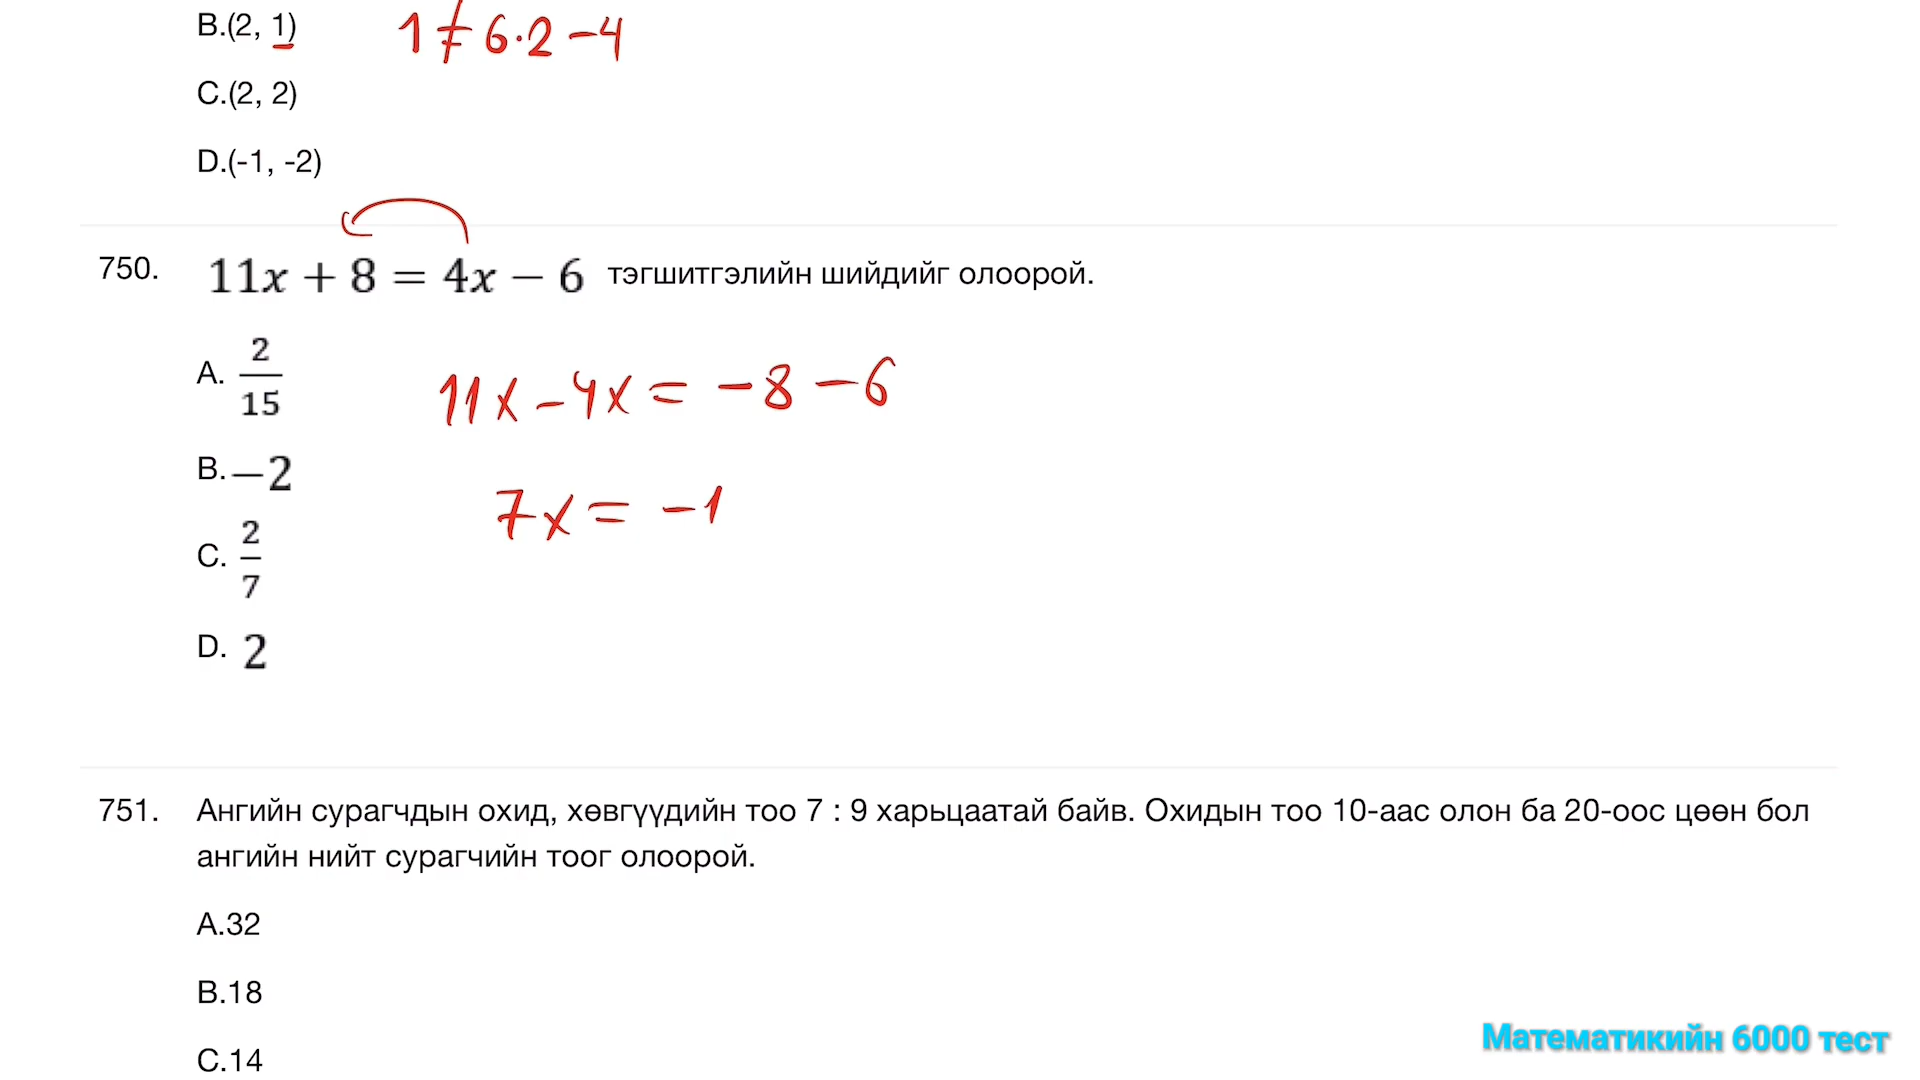 B.(2, 1) 1 ≠ 6·2 - 4
C.(2, 2)
D.(-1, -2)
750. 11x + 8 = 4x − 6 тэгшитгэлийн шийдийг олоорой.
A. 2/15
11x - 4x = -8 - 6
B. −2
7x = -1
C. 2/7
D. 2
751. Ангийн сурагчдын охид, хөвгүүдийн тоо 7 : 9 харьцаатай байв. Охидын тоо 10-аас олон ба 20-оос цөөн бол
ангийн нийт сурагчийн тоог олоорой.
A.32
B.18
C.14
Математикийн 6000 тест